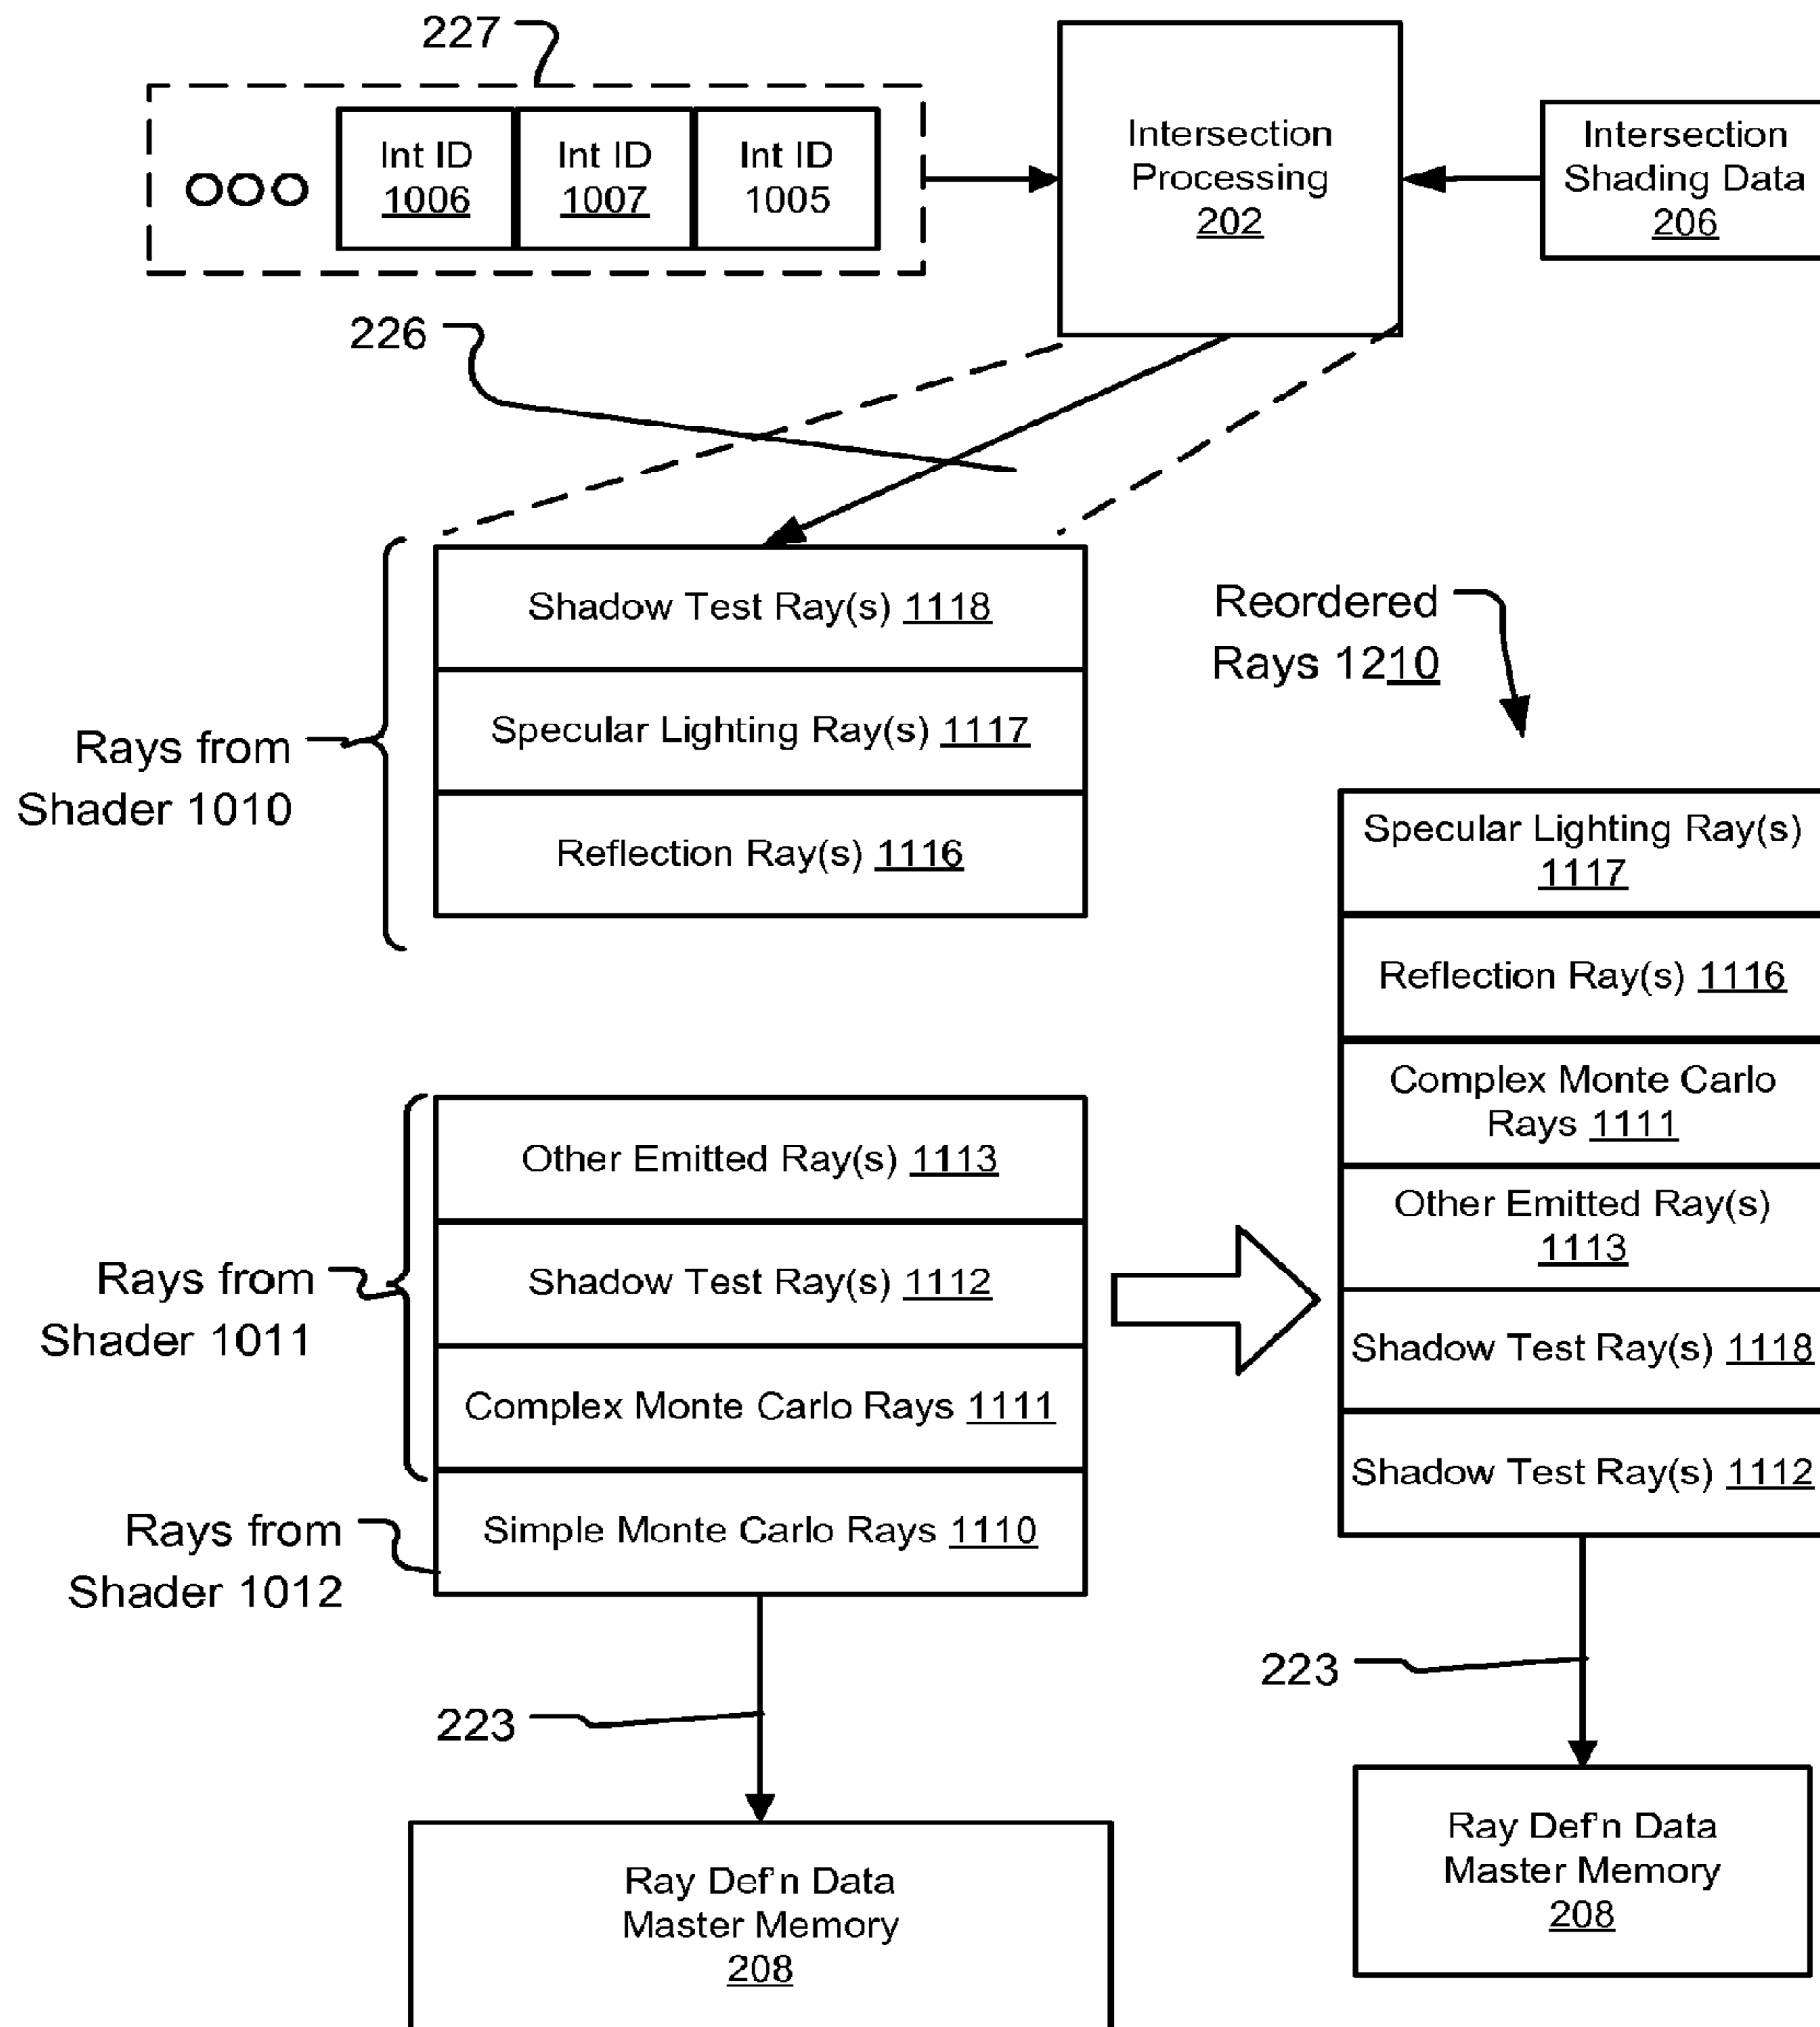 227
Int ID
1006
Int ID
1007
Int ID
1005
Intersection
Processing
202
Intersection
Shading Data
206
226
Shadow Test Ray(s) 1118
Specular Lighting Ray(s) 1117
Reflection Ray(s) 1116
Rays from
Shader 1010
Reordered
Rays 1210
Specular Lighting Ray(s)
1117
Reflection Ray(s) 1116
Complex Monte Carlo
Rays 1111
Other Emitted Ray(s)
1113
Shadow Test Ray(s) 1118
Shadow Test Ray(s) 1112
Other Emitted Ray(s) 1113
Shadow Test Ray(s) 1112
Complex Monte Carlo Rays 1111
Simple Monte Carlo Rays 1110
Rays from
Shader 1011
Rays from
Shader 1012
223
223
Ray Def'n Data
Master Memory
208
Ray Def'n Data
Master Memory
208